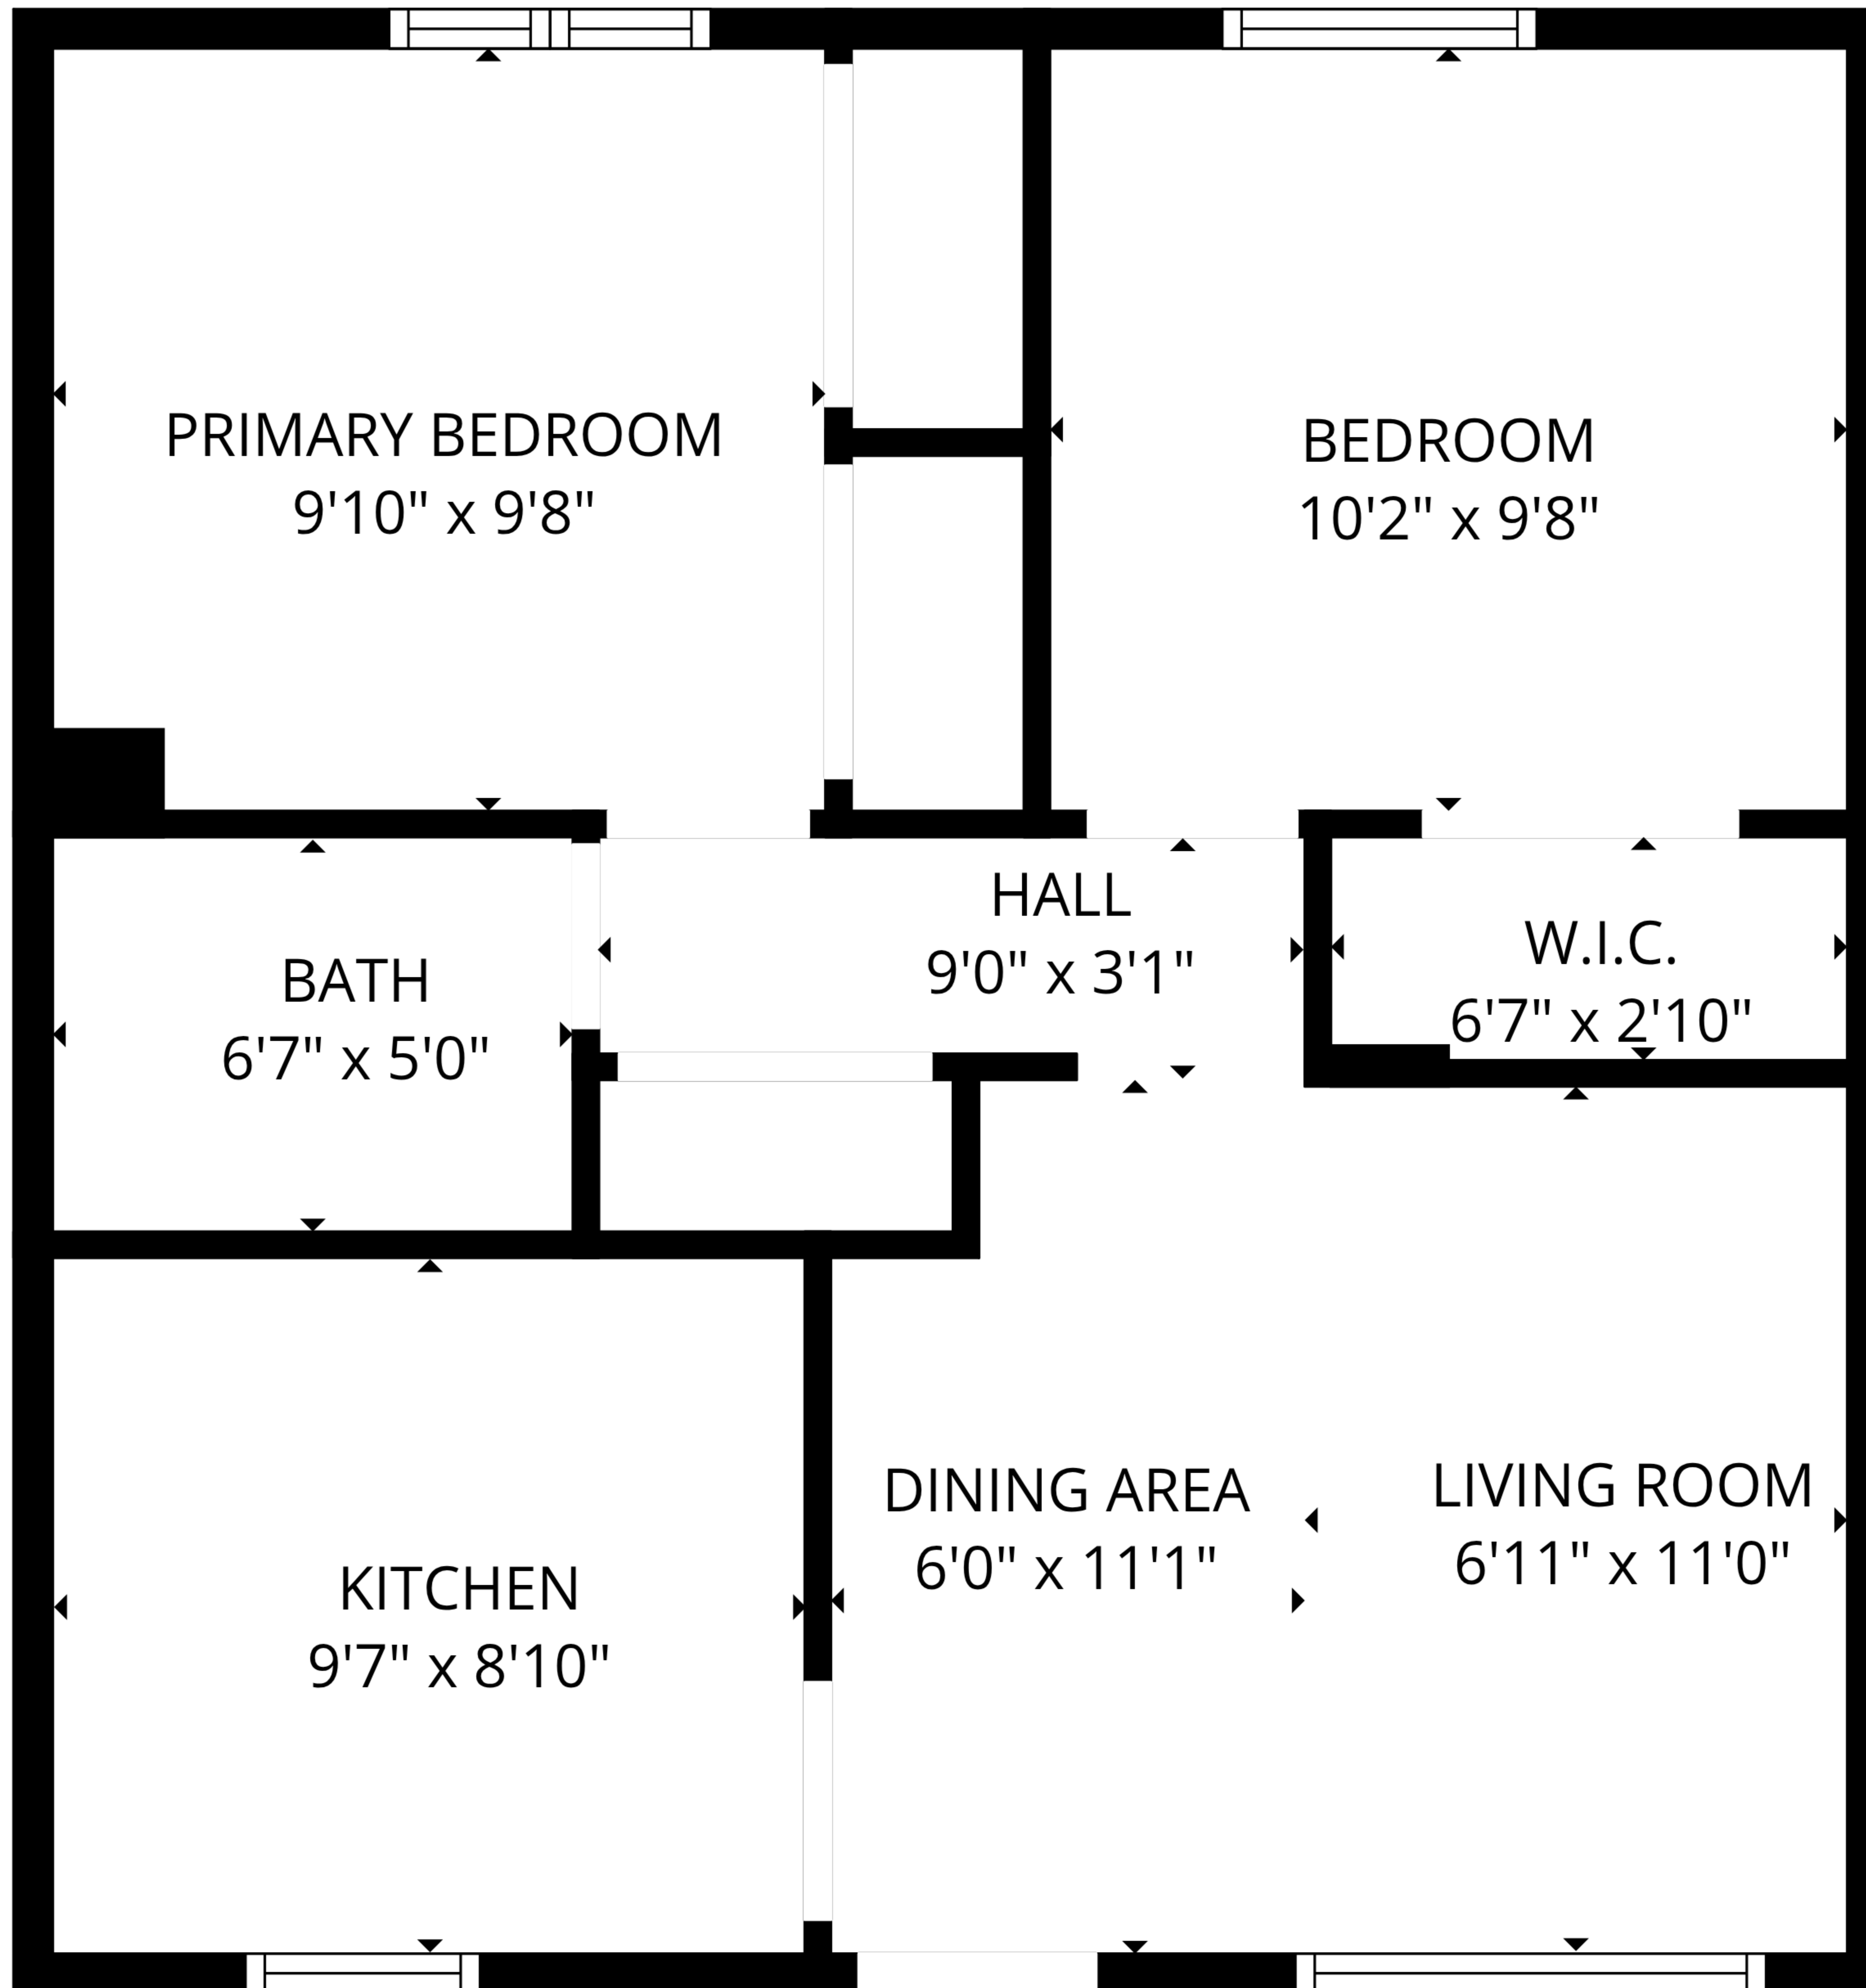 PRIMARY BEDROOM
9'10" x 9'8"
BEDROOM
10'2" x 9'8"
HALL
9'0" x 3'1"
W.I.C.
6'7" x 2'10"
BATH
6'7" x 5'0"
DINING AREA
6'0" x 11'1"
LIVING ROOM
6'11" x 11'0"
KITCHEN
9'7" x 8'10"